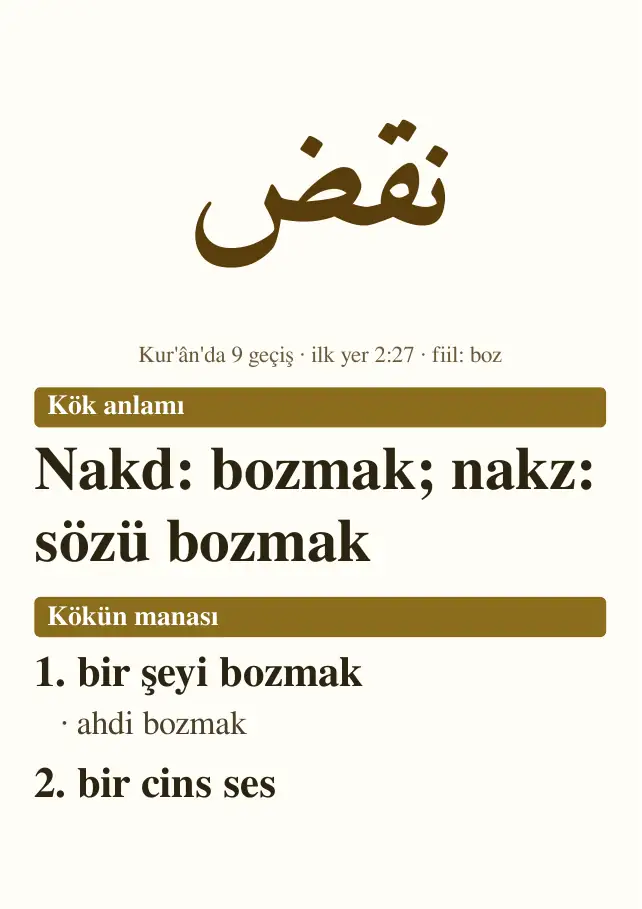 نقض
Kur'ân'da 9 geçiş · ilk yer 2:27 · fiil: boz
Kök anlamı
Nakd: bozmak; nakz:
sözü bozmak
Kökün manası
1. bir şeyi bozmak
· ahdi bozmak
2. bir cins ses